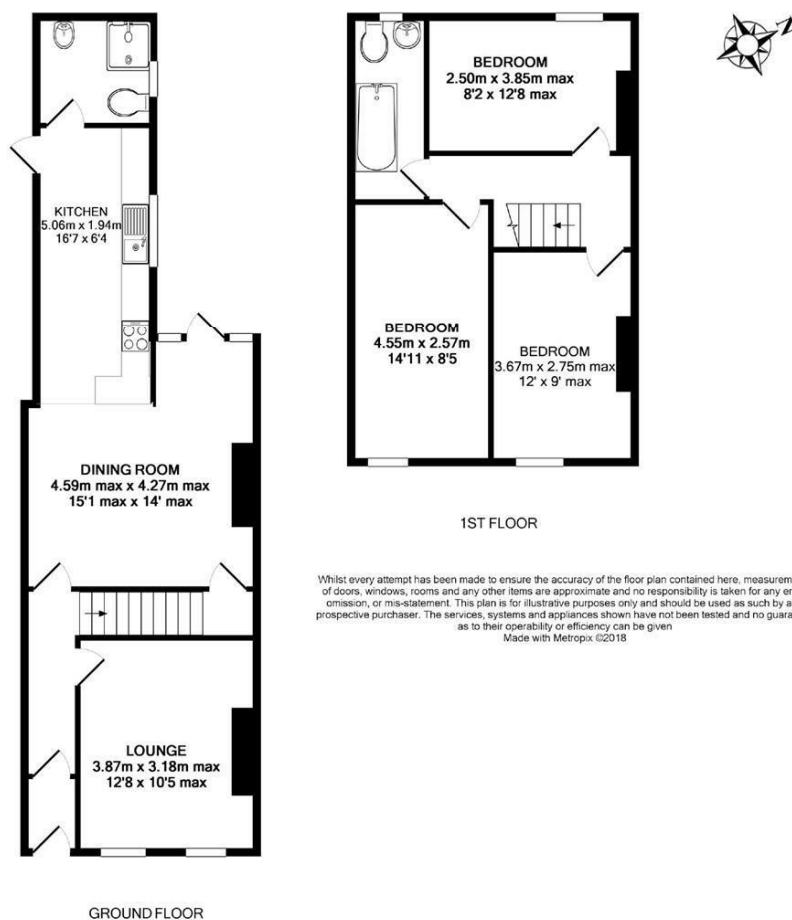 KITCHEN
5.06m x 1.94m
16'7 x 6'4
DINING ROOM
4.59m max x 4.27m max
15'1 max x 14' max
LOUNGE
3.87m x 3.18m max
12'8 x 10'5 max
GROUND FLOOR
BEDROOM
2.50m x 3.85m max
8'2 x 12'8 max
BEDROOM
4.55m x 2.57m
14'11 x 8'5
BEDROOM
3.67m x 2.75m max
12' x 9' max
1ST FLOOR
N
Whilst every attempt has been made to ensure the accuracy of the floor plan contained here, measurem
of doors, windows, rooms and any other items are approximate and no responsibility is taken for any er
omission, or mis-statement. This plan is for illustrative purposes only and should be used as such by a
prospective purchaser. The services, systems and appliances shown have not been tested and no guara
as to their operability or efficiency can be given
Made with Metropix ©2018